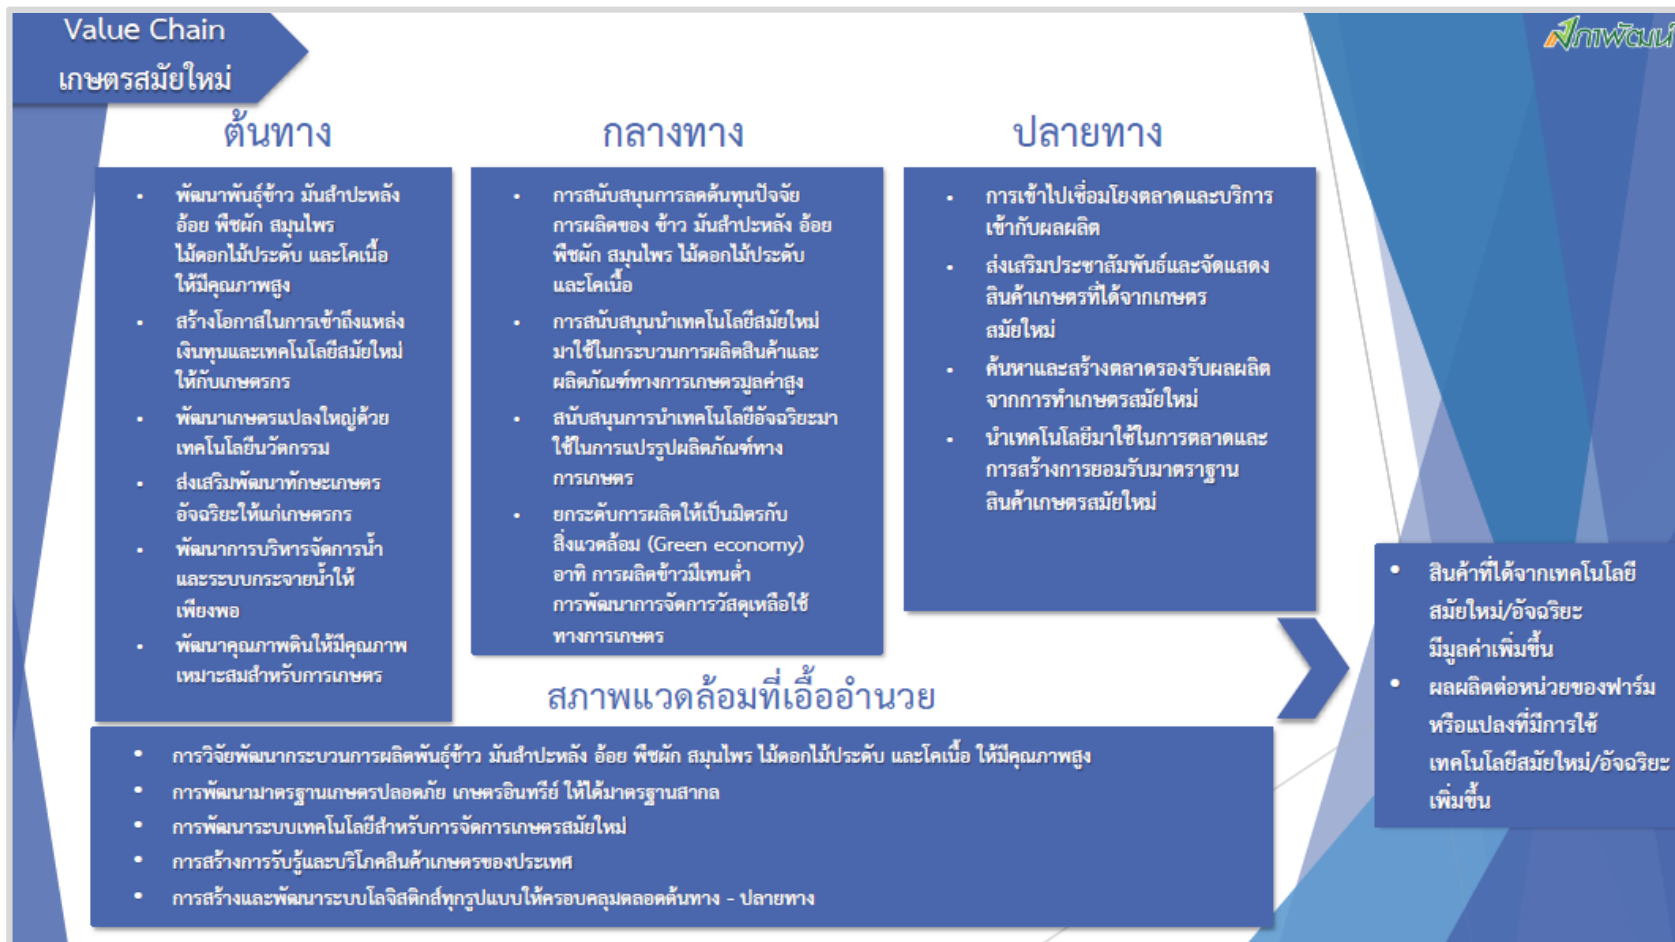 Value Chain
เกษตรสมัยใหม่
สภาพัฒน์
ต้นทาง
• พัฒนาพันธุ์ข้าว มันสำปะหลัง
อ้อย พืชผัก สมุนไพร
ไม้ดอกไม้ประดับ และโคเนื้อ
ให้มีคุณภาพสูง
• สร้างโอกาสในการเข้าถึงแหล่ง
เงินทุนและเทคโนโลยีสมัยใหม่
ให้กับเกษตรกร
• พัฒนาเกษตรแปลงใหญ่ด้วย
เทคโนโลยีนวัตกรรม
• ส่งเสริมพัฒนาทักษะเกษตร
อัจฉริยะให้แก่เกษตรกร
• พัฒนาการบริหารจัดการน้ำ
และระบบกระจายน้ำให้
เพียงพอ
• พัฒนาคุณภาพดินให้มีคุณภาพ
เหมาะสมสำหรับการเกษตร
กลางทาง
• การสนับสนุนการลดต้นทุนปัจจัย
การผลิตของ ข้าว มันสำปะหลัง อ้อย
พืชผัก สมุนไพร ไม้ดอกไม้ประดับ
และโคเนื้อ
• การสนับสนุนนำเทคโนโลยีสมัยใหม่
มาใช้ในกระบวนการผลิตสินค้าและ
ผลิตภัณฑ์ทางการเกษตรมูลค่าสูง
• สนับสนุนการนำเทคโนโลยีอัจฉริยะมา
ใช้ในการแปรรูปผลิตภัณฑ์ทาง
การเกษตร
• ยกระดับการผลิตให้เป็นมิตรกับ
สิ่งแวดล้อม (Green economy)
อาทิ การผลิตข้าวมีเทนต่ำ
การพัฒนาการจัดการวัสดุเหลือใช้
ทางการเกษตร
ปลายทาง
• การเข้าไปเชื่อมโยงตลาดและบริการ
เข้ากับผลผลิต
• ส่งเสริมประชาสัมพันธ์และจัดแสดง
สินค้าเกษตรที่ได้จากเกษตร
สมัยใหม่
• ค้นหาและสร้างตลาดรองรับผลผลิต
จากการทำเกษตรสมัยใหม่
• นำเทคโนโลยีมาใช้ในการตลาดและ
การสร้างการยอมรับมาตราฐาน
สินค้าเกษตรสมัยใหม่
สภาพแวดล้อมที่เอื้ออำนวย
• การวิจัยพัฒนากระบวนการผลิตพันธุ์ข้าว มันสำปะหลัง อ้อย พืชผัก สมุนไพร ไม้ดอกไม้ประดับ และโคเนื้อ ให้มีคุณภาพสูง
• การพัฒนามาตรฐานเกษตรปลอดภัย เกษตรอินทรีย์ ให้ได้มาตรฐานสากล
• การพัฒนาระบบเทคโนโลยีสำหรับการจัดการเกษตรสมัยใหม่
• การสร้างการรับรู้และบริโภคสินค้าเกษตรของประเทศ
• การสร้างและพัฒนาระบบโลจิสติกส์ทุกรูปแบบให้ครอบคลุมตลอดต้นทาง - ปลายทาง
• สินค้าที่ได้จากเทคโนโลยี
สมัยใหม่/อัจฉริยะ
มีมูลค่าเพิ่มขึ้น
• ผลผลิตต่อหน่วยของฟาร์ม
หรือแปลงที่มีการใช้
เทคโนโลยีสมัยใหม่/อัจฉริยะ
เพิ่มขึ้น